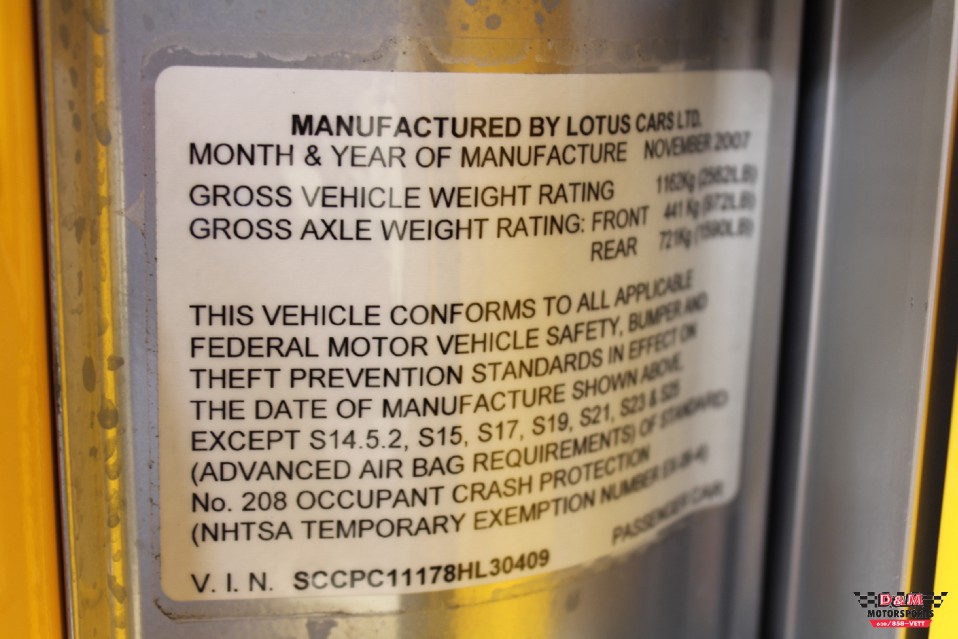 MANUFACTURED BY LOTUS CARS LTD.
MONTH & YEAR OF MANUFACTURE NOVEMBER 2007
GROSS VEHICLE WEIGHT RATING 1162Kg (2562LB)
GROSS AXLE WEIGHT RATING: FRONT 441 Kg (972LB)
REAR 721Kg (1590LB)
THIS VEHICLE CONFORMS TO ALL APPLICABLE
FEDERAL MOTOR VEHICLE SAFETY, BUMPER AND
THEFT PREVENTION STANDARDS IN EFFECT ON
THE DATE OF MANUFACTURE SHOWN ABOVE,
EXCEPT S14.5.2, S15, S17, S19, S21, S23 & S25
(ADVANCED AIR BAG REQUIREMENTS) OF STANDARD
No. 208 OCCUPANT CRASH PROTECTION
(NHTSA TEMPORARY EXEMPTION NUMBER
PASSENGER CAR
V. I. N. SCCPC11178HL30409
D&M
MOTORSPORTS
630/858-VETT